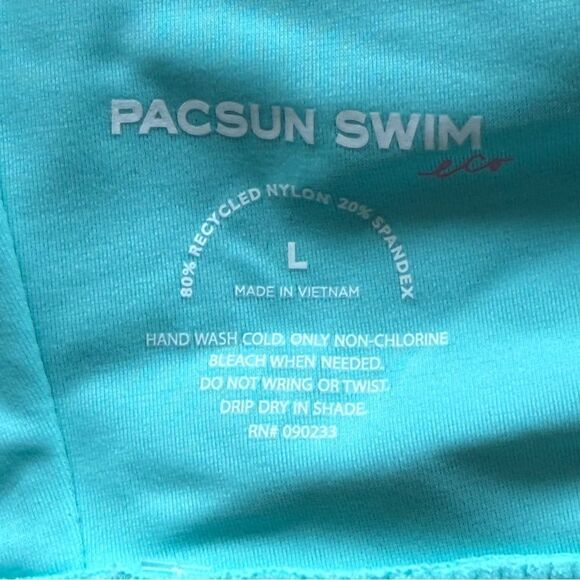 PACSUN SWIM
eco
80% RECYCLED NYLON 20% SPANDEX
L
MADE IN VIETNAM
HAND WASH COLD. ONLY NON-CHLORINE
BLEACH WHEN NEEDED.
DO NOT WRING OR TWIST.
DRIP DRY IN SHADE.
RN# 090233